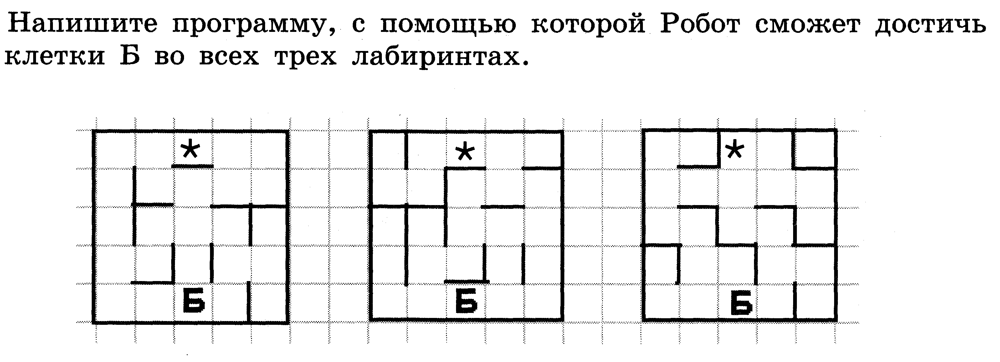 Напишите программу, с помощью которой Робот сможет достичь
клетки Б во всех трех лабиринтах.
* * *
Б Б Б